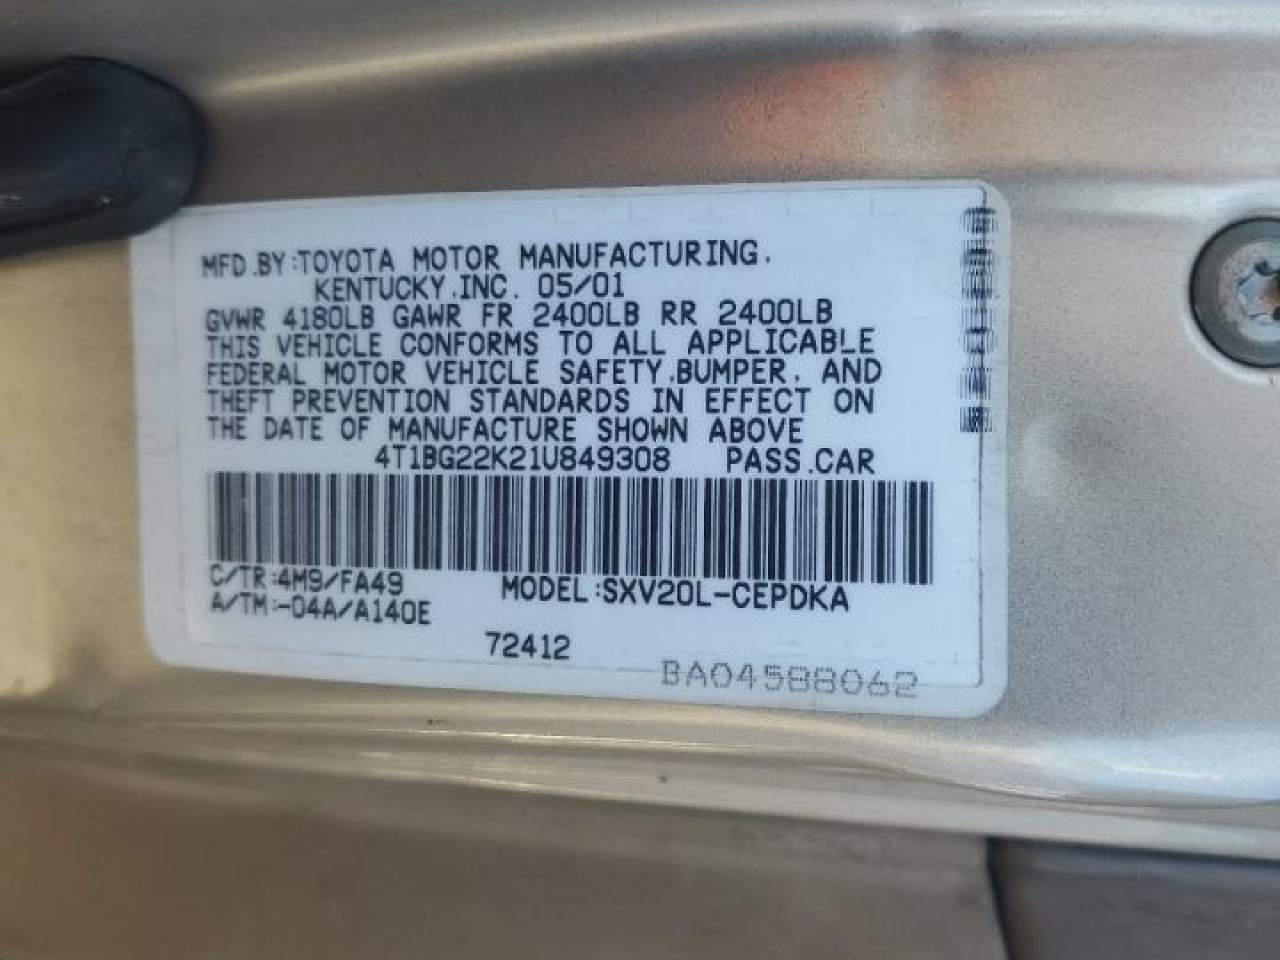 MFD.BY:TOYOTA MOTOR MANUFACTURING,
KENTUCKY,INC. 05/01
GVWR 4180LB GAWR FR 2400LB RR 2400LB
THIS VEHICLE CONFORMS TO ALL APPLICABLE
FEDERAL MOTOR VEHICLE SAFETY,BUMPER, AND
THEFT PREVENTION STANDARDS IN EFFECT ON
THE DATE OF MANUFACTURE SHOWN ABOVE
4T1BG22K21U849308 PASS.CAR
C/TR:4M9/FA49 MODEL:SXV20L-CEPDKA
A/TM:-04A/A140E
72412
BA04588062